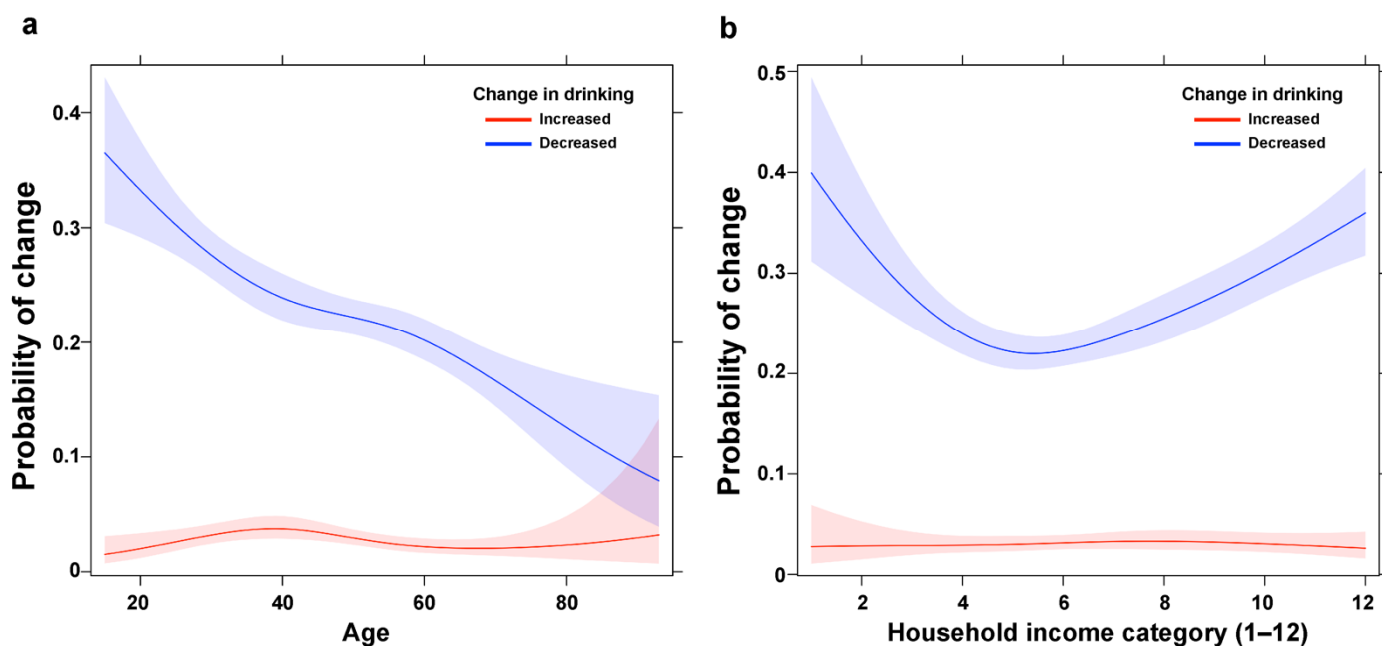 a
Probability of change
0.4
0.3
0.2
0.1
0
20
40
60
80
Age
Change in drinking
Increased
Decreased
b
Probability of change
0.5
0.4
0.3
0.2
0.1
0
2
4
6
8
10
12
Household income category (1–12)
Change in drinking
Increased
Decreased